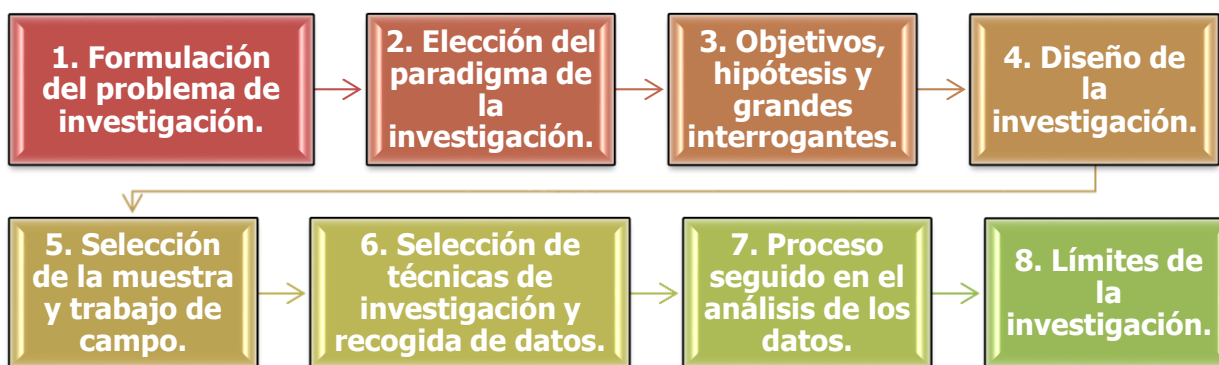 1. Formulación
del problema de
investigación.
2. Elección del
paradigma de
la
investigación.
3. Objetivos,
hipótesis y
grandes
interrogantes.
4. Diseño de
la
investigación.
5. Selección
de la muestra
y trabajo de
campo.
6. Selección de
técnicas de
investigación y
recogida de datos.
7. Proceso
seguido en el
análisis de los
datos.
8. Límites de
la
investigación.